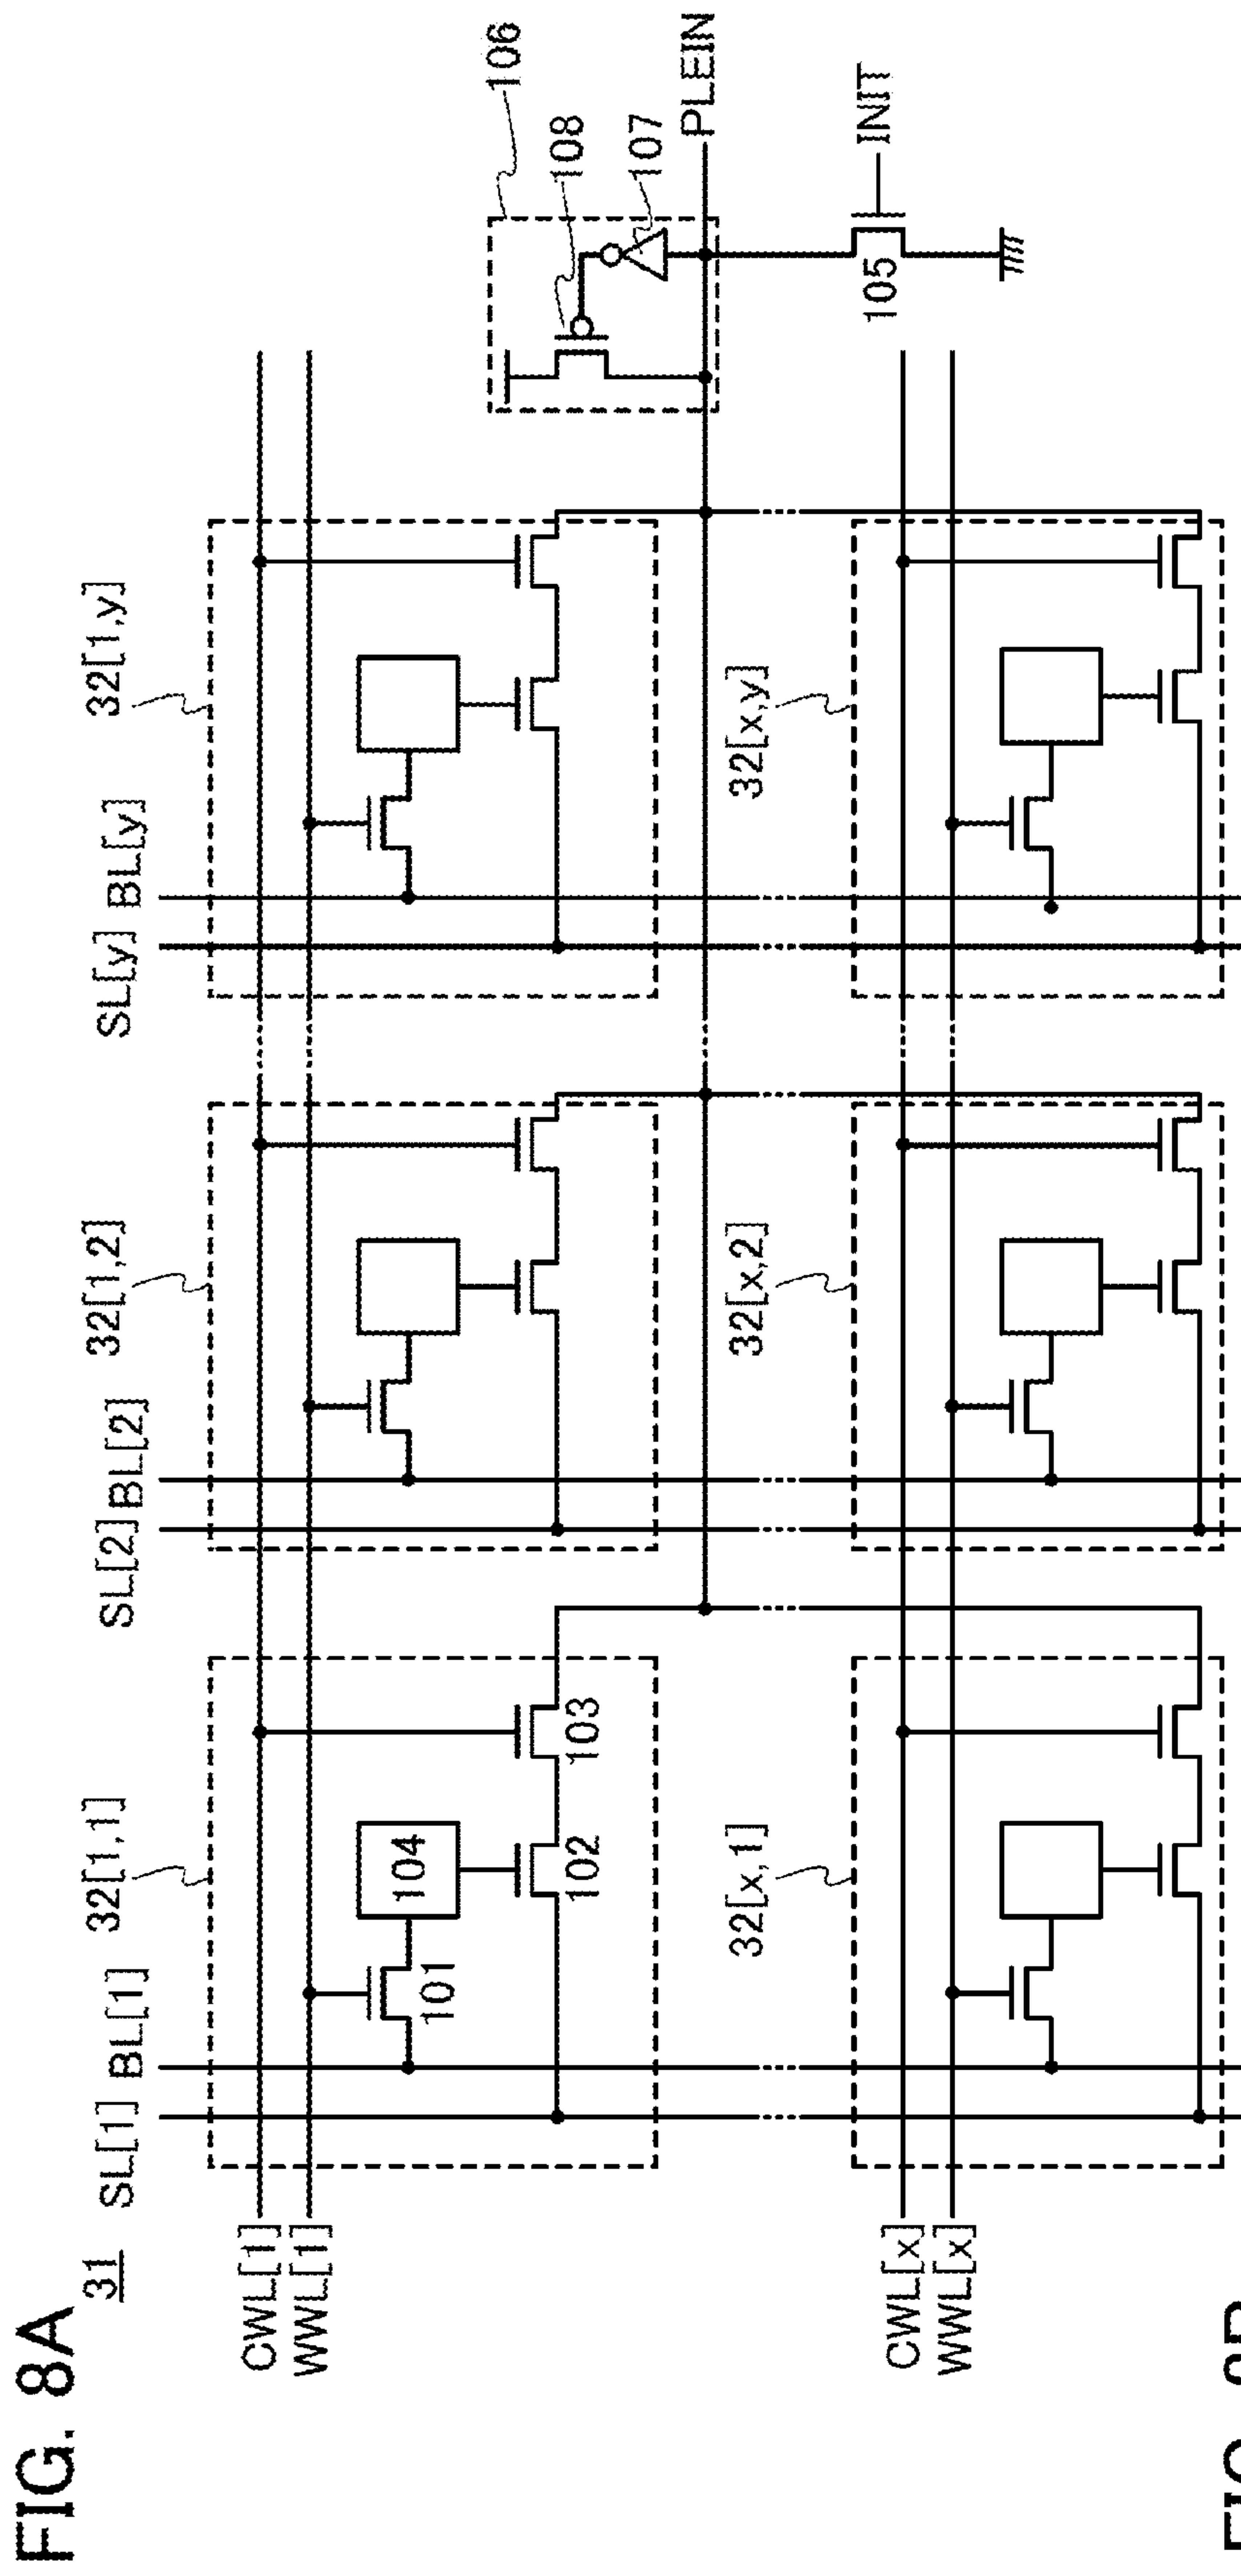 FIG. 8A
31
SL[1] BL[1]
32[1,1]
SL[2] BL[2]
32[1,2]
SL[y] BL[y]
32[1,y]
CWL[1]
WWL[1]
101
104
102
103
106
108
107
PLEIN
32[x,1]
32[x,2]
32[x,y]
105
INIT
CWL[x]
WWL[x]